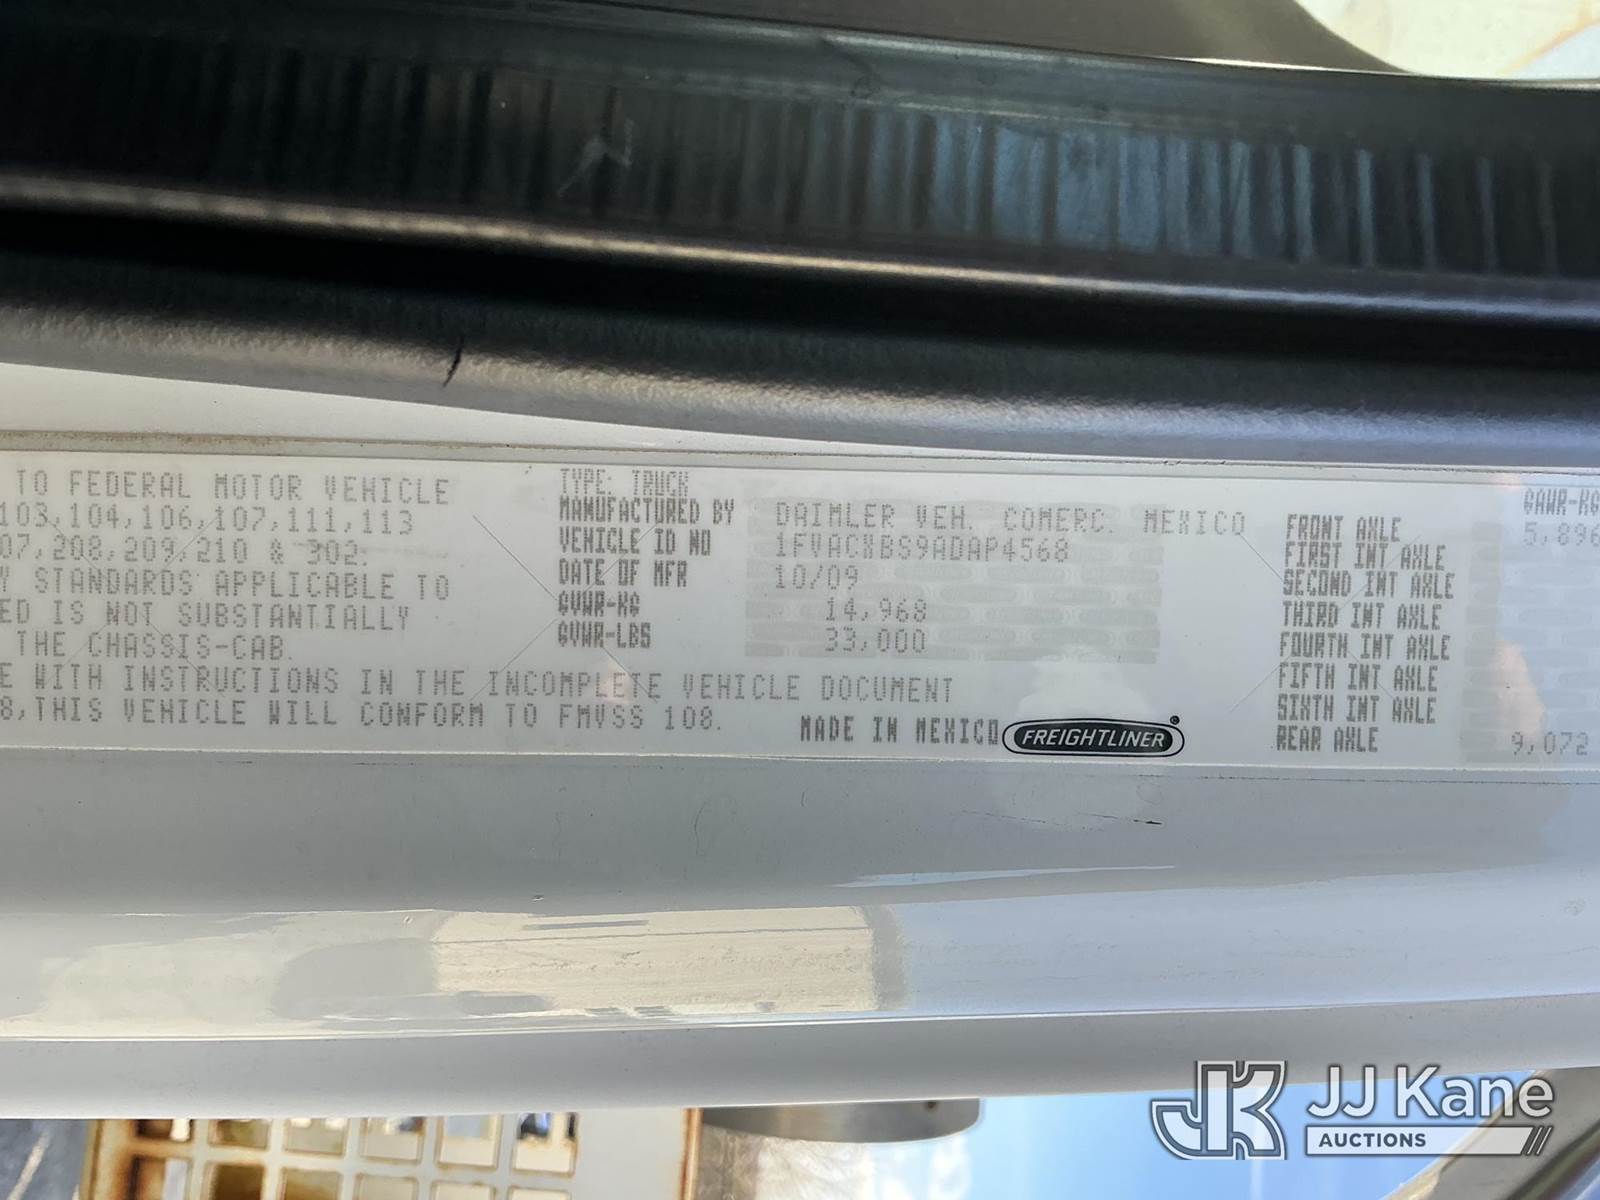 TO FEDERAL MOTOR VEHICLE
103,104,106,107,111,113
07,208,209,210 & 302.
Y STANDARDS APPLICABLE TO
ED IS NOT SUBSTANTIALLY
THE CHASSIS-CAB.
E WITH INSTRUCTIONS IN THE INCOMPLETE VEHICLE DOCUMENT
8,THIS VEHICLE WILL CONFORM TO FMVSS 108.
TYPE: TRUCK
MANUFACTURED BY DAIMLER VEH. COMERC. MEXICO
VEHICLE ID NO 1FVACXBS9ADAP4568
DATE OF MFR 10/09
GVWR-KG 14,968
GVWR-LBS 33,000
MADE IN MEXICO FREIGHTLINER®
GAWR-KG
FRONT AXLE 5,896
FIRST INT AXLE
SECOND INT AXLE
THIRD INT AXLE
FOURTH INT AXLE
FIFTH INT AXLE
SIXTH INT AXLE
REAR AXLE 9,072
JK JJ Kane
AUCTIONS